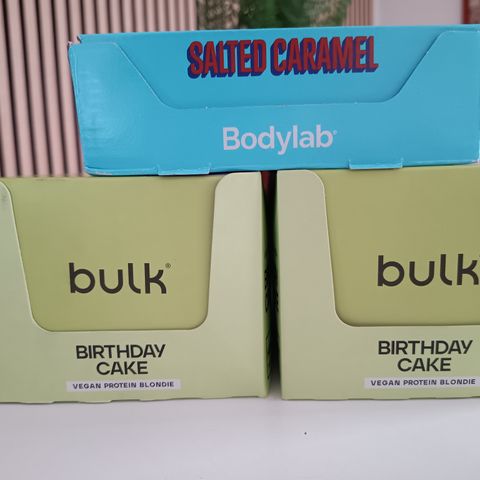 SALTED CARAMEL
Bodylab®
bulk®
BIRTHDAY
CAKE
VEGAN PROTEIN BLONDIE
bulk
BIRTHDAY
CAKE
VEGAN PROTEIN BLONDIE